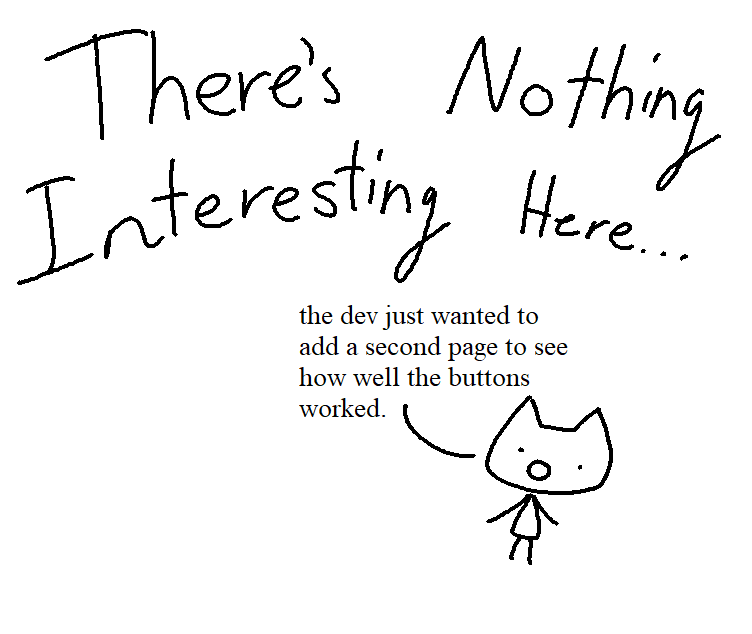 There's Nothing
Interesting Here...
the dev just wanted to
add a second page to see
how well the buttons
worked.